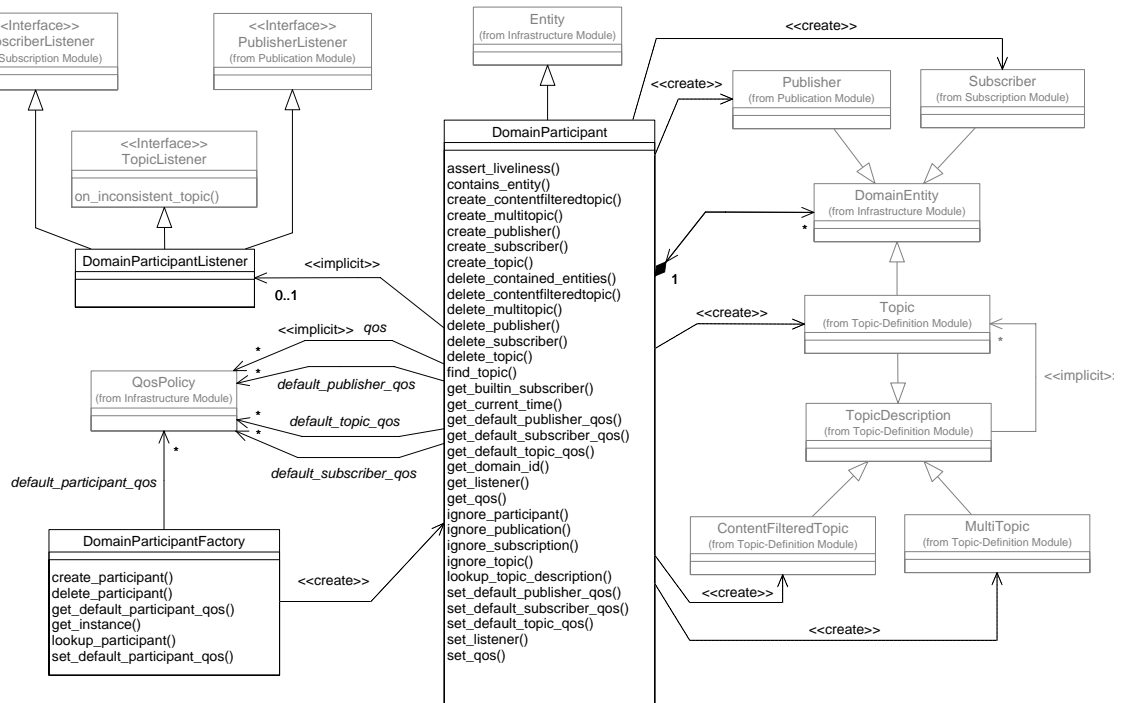 <Interface>>
scriberListener
Subscription Module)
<<Interface>>
PublisherListener
(from Publication Module)
Entity
(from Infrastructure Module)
<<create>>
<<create>>
Publisher
(from Publication Module)
Subscriber
(from Subscription Module)
<<Interface>>
TopicListener
on_inconsistent_topic()
DomainParticipant
assert_liveliness()
contains_entity()
create_contentfilteredtopic()
create_multitopic()
create_publisher()
create_subscriber()
create_topic()
delete_contained_entities()
delete_contentfilteredtopic()
delete_multitopic()
delete_publisher()
delete_subscriber()
delete_topic()
find_topic()
get_builtin_subscriber()
get_current_time()
get_default_publisher_qos()
get_default_subscriber_qos()
get_default_topic_qos()
get_domain_id()
get_listener()
get_qos()
ignore_participant()
ignore_publication()
ignore_subscription()
ignore_topic()
lookup_topic_description()
set_default_publisher_qos()
set_default_subscriber_qos()
set_default_topic_qos()
set_listener()
set_qos()
DomainEntity
(from Infrastructure Module)
*
1
DomainParticipantListener
<<implicit>>
0..1
<<create>>
Topic
(from Topic-Definition Module)
*
<<implicit>:
<<implicit>> qos
*
*
default_publisher_qos
QosPolicy
(from Infrastructure Module)
*
default_topic_qos
*
default_subscriber_qos
*
default_participant_qos
TopicDescription
(from Topic-Definition Module)
ContentFilteredTopic
(from Topic-Definition Module)
MultiTopic
(from Topic-Definition Module)
DomainParticipantFactory
create_participant()
delete_participant()
get_default_participant_qos()
get_instance()
lookup_participant()
set_default_participant_qos()
<<create>>
<<create>>
<<create>>